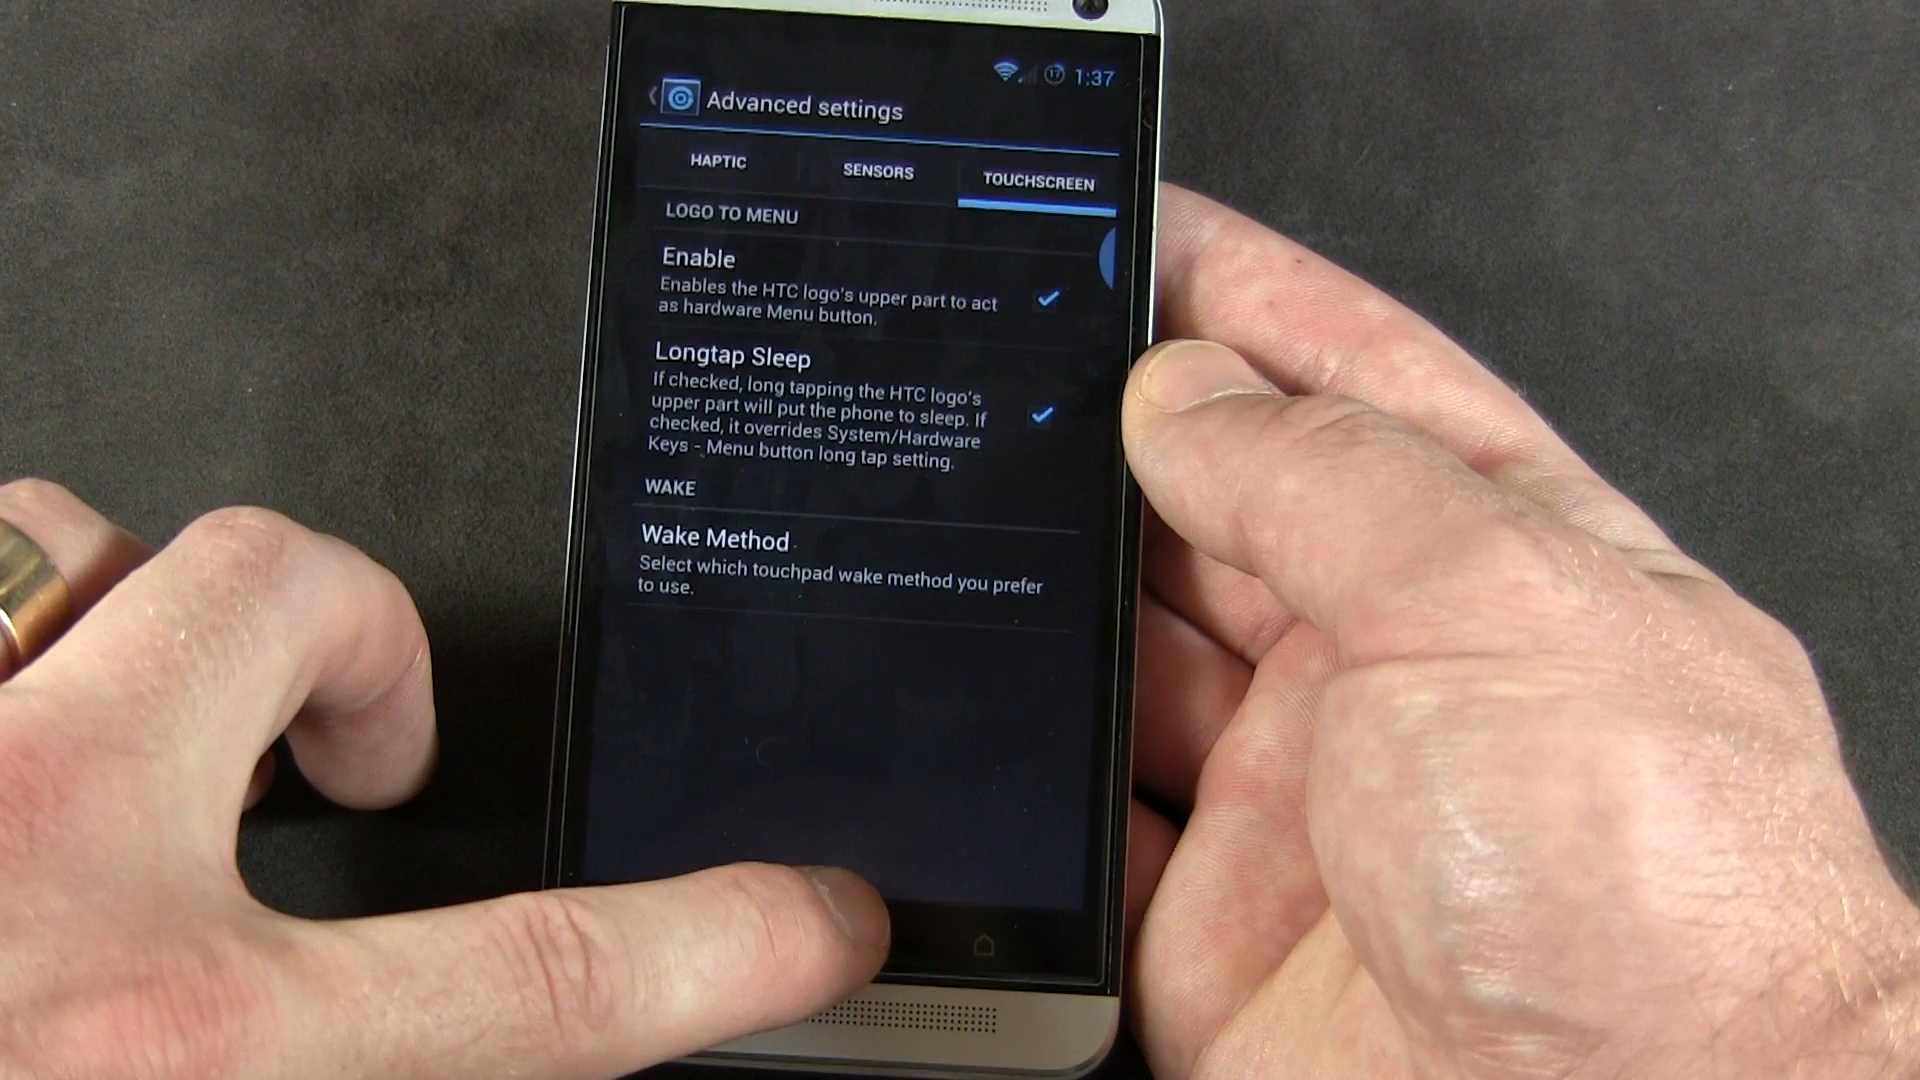 17 1:37
Advanced settings
HAPTIC SENSORS TOUCHSCREEN
LOGO TO MENU
Enable
Enables the HTC logo's upper part to act
as hardware Menu button.
Longtap Sleep
If checked, long tapping the HTC logo's
upper part will put the phone to sleep. If
checked, it overrides System/Hardware
Keys - Menu button long tap setting.
WAKE
Wake Method
Select which touchpad wake method you prefer
to use.